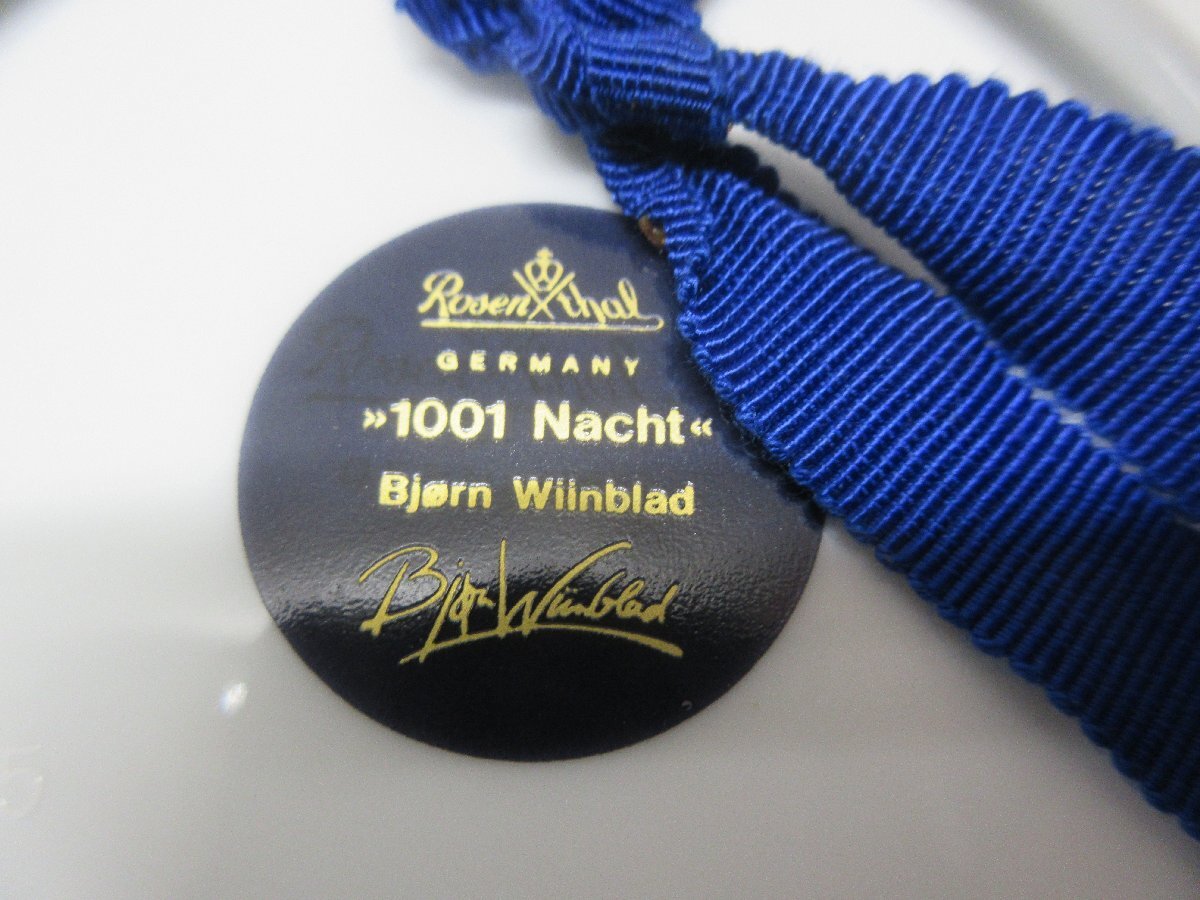 Rosenthal
GERMANY
»1001 Nacht«
Bjørn Wiinblad
Bjørn Wiinblad